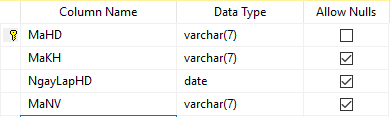 Column Name Data Type Allow Nulls
MaHD varchar(7)
MaKH varchar(7)
NgayLapHD date
MaNV varchar(7)